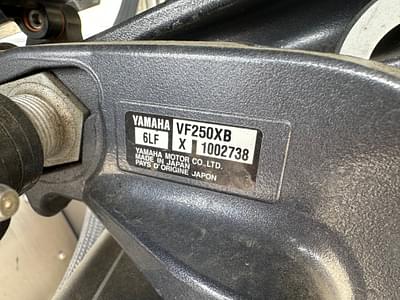 YAMAHA VF250XB
6LF X 1002738
YAMAHA MOTOR CO.,LTD.
MADE IN JAPAN
PAYS D'ORIGINE JAPON